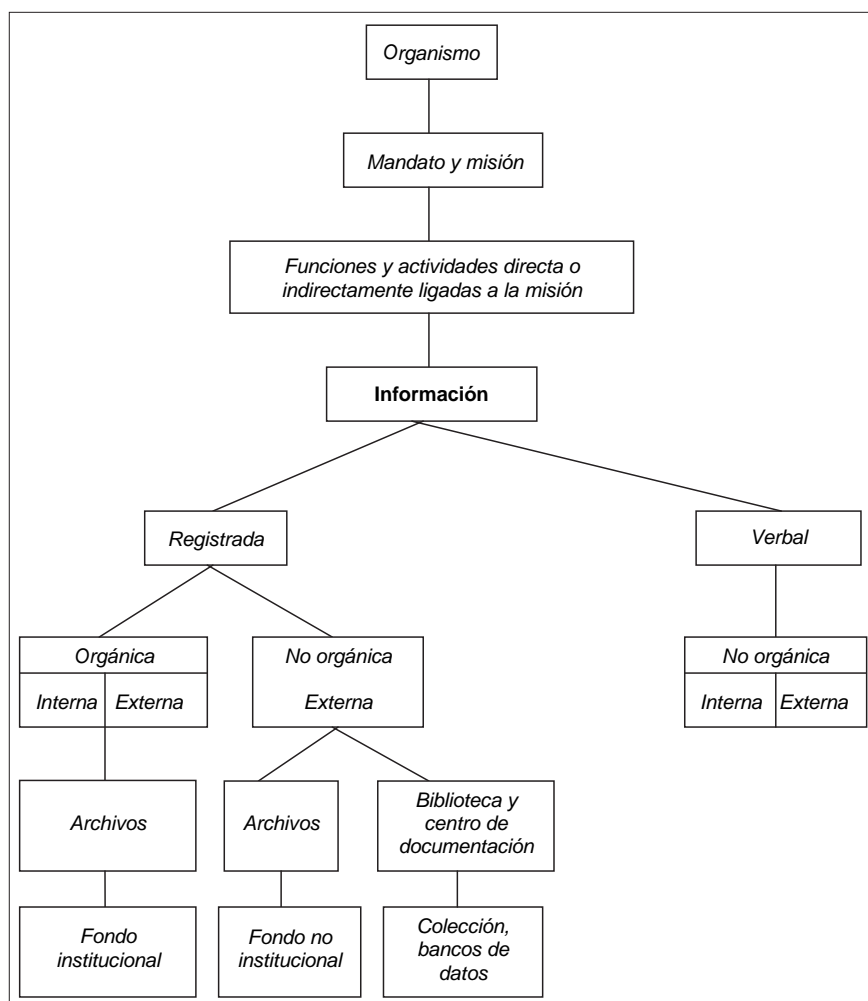 Organismo
Mandato y misión
Funciones y actividades directa o
indirectamente ligadas a la misión
Información
Registrada
Verbal
Orgánica
Interna
Externa
No orgánica
Externa
No orgánica
Interna
Externa
Archivos
Archivos
Biblioteca y
centro de
documentación
Fondo
institucional
Fondo no
institucional
Colección,
bancos de
datos